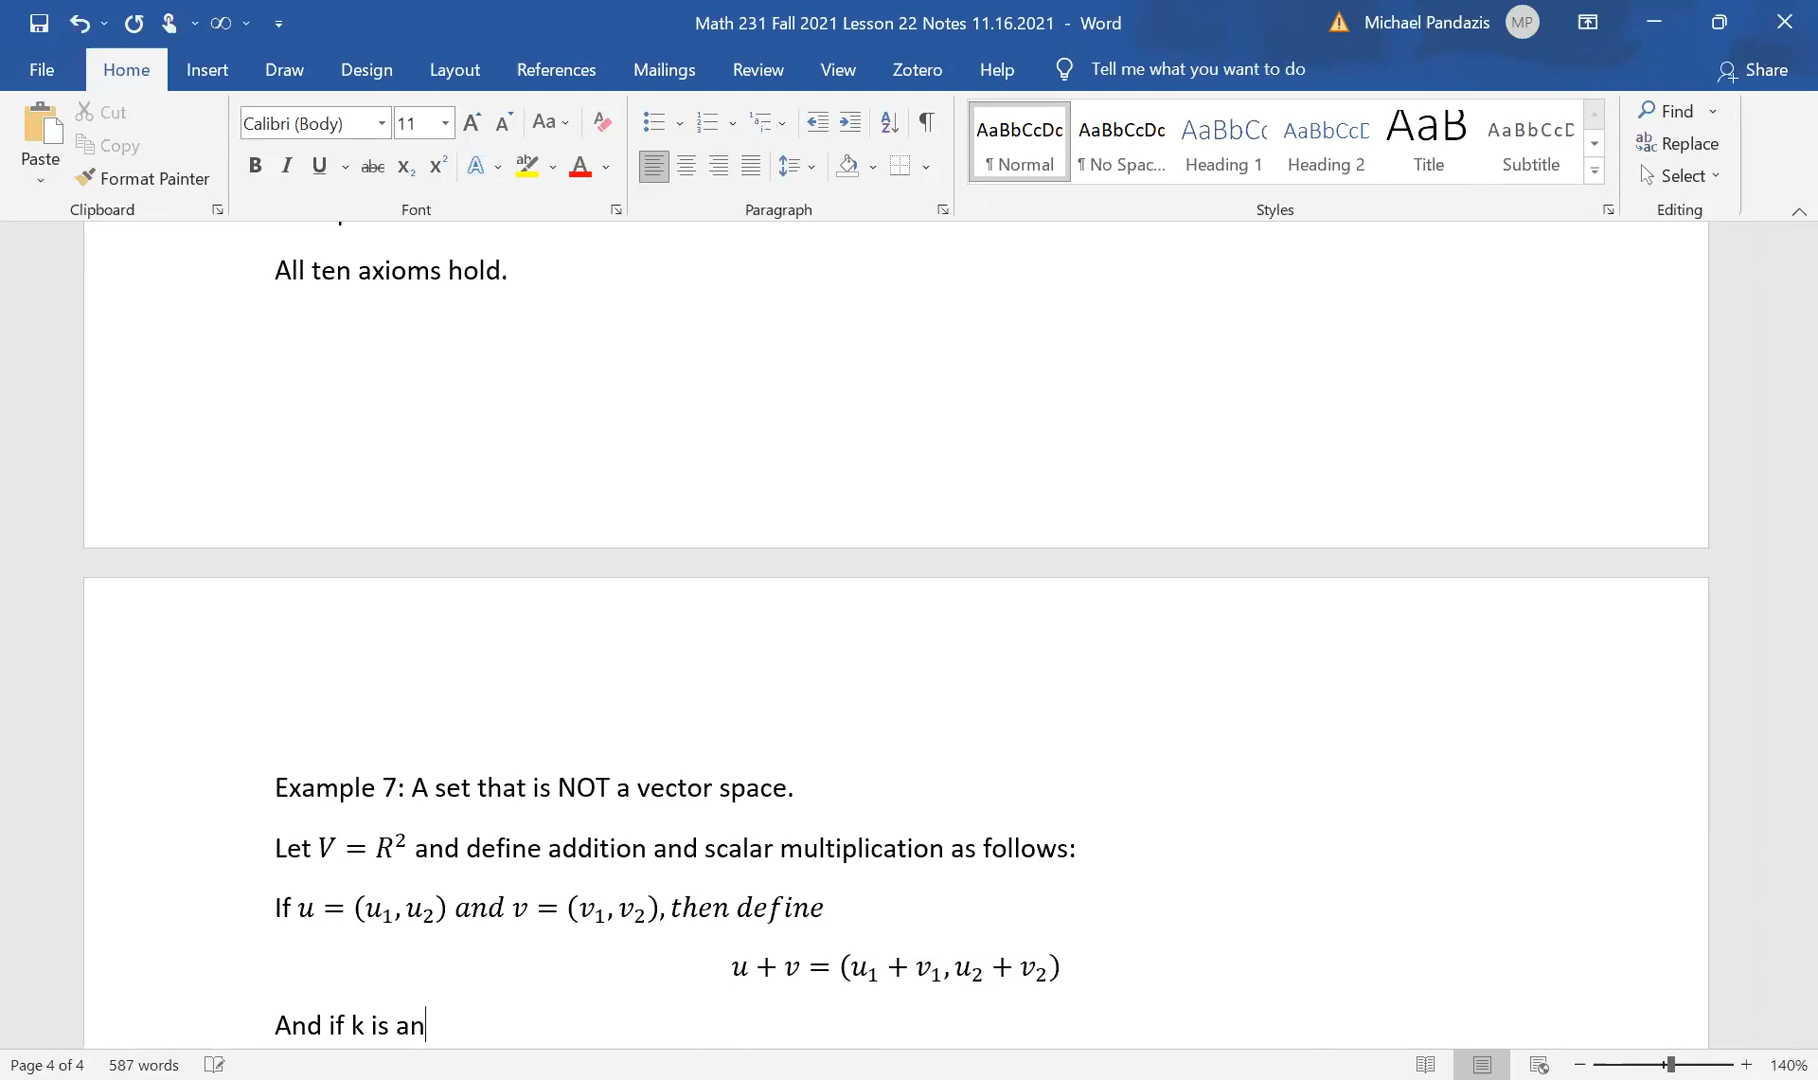 Math 231 Fall 2021 Lesson 22 Notes 11.16.2021 - Word
Michael Pandazis MP
File Home Insert Draw Design Layout References Mailings Review View Zotero Help Tell me what you want to do Share
Paste Cut Copy Format Painter
Calibri (Body) 11
AaBbCcDc AaBbCcDc AaBbCc AaBbCcD AaB AaBbCcD
¶ Normal ¶ No Spac... Heading 1 Heading 2 Title Subtitle
Find
Replace
Select
Clipboard Font Paragraph Styles Editing
All ten axioms hold.
Example 7: A set that is NOT a vector space.
Let V = R² and define addition and scalar multiplication as follows:
If u = (u₁, u₂) and v = (v₁, v₂), then define
u + v = (u₁ + v₁, u₂ + v₂)
And if k is an
Page 4 of 4 587 words 140%